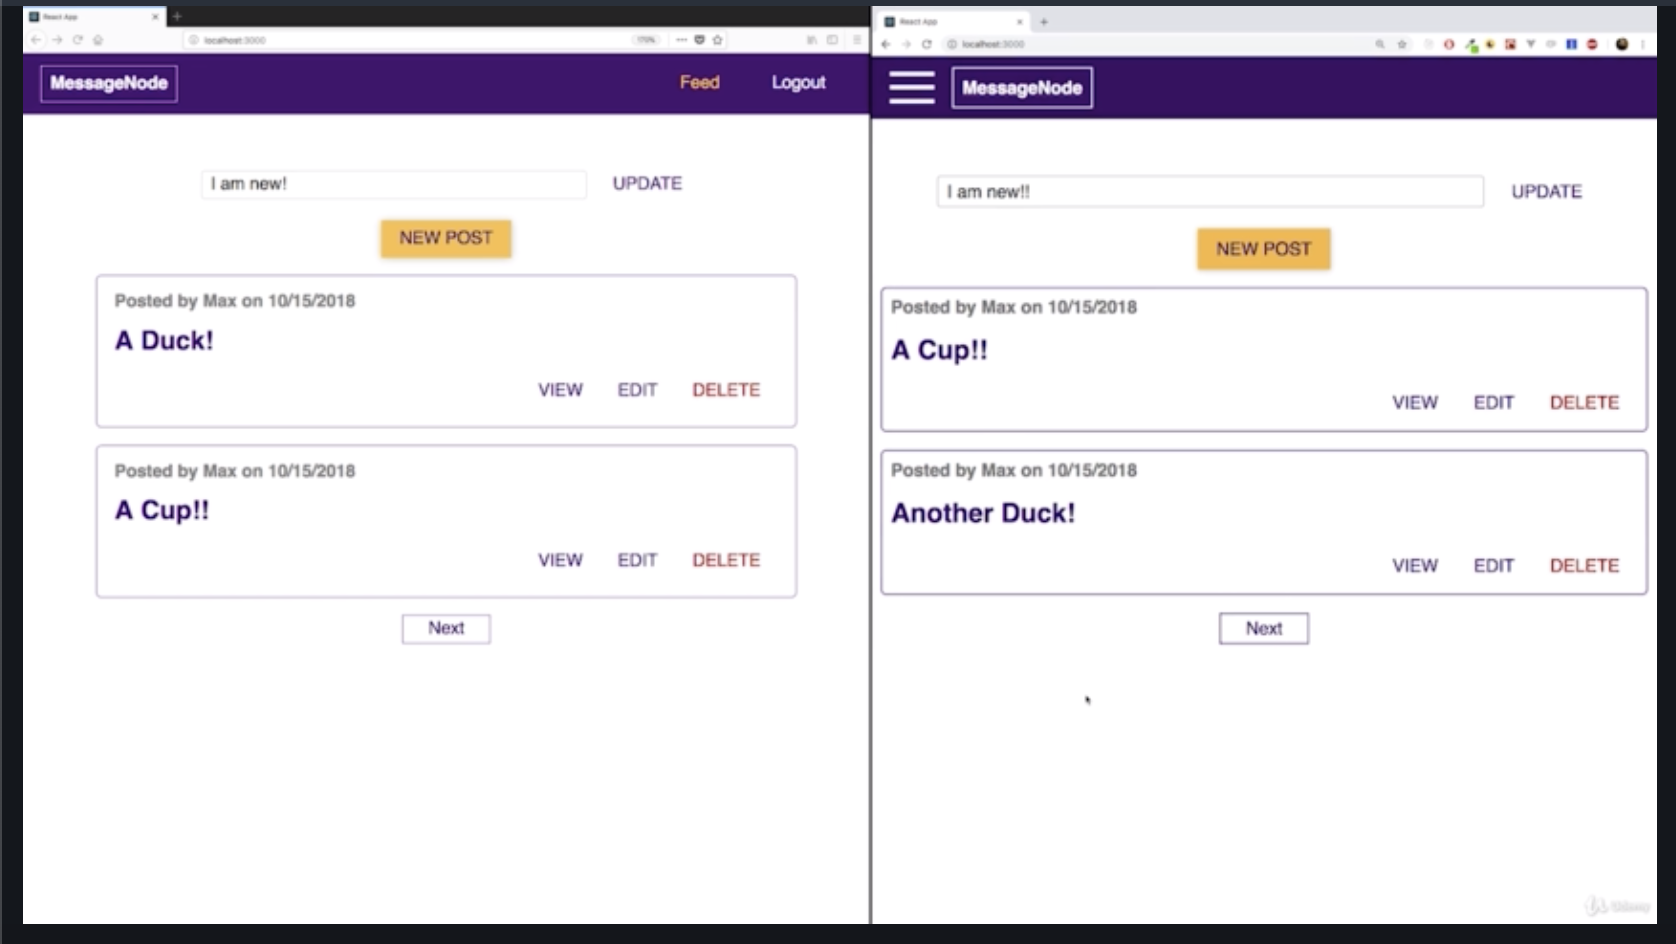 React App
localhost:3000
170%
MessageNode
Feed
Logout
I am new!
UPDATE
NEW POST
Posted by Max on 10/15/2018
A Duck!
VIEW EDIT DELETE
Posted by Max on 10/15/2018
A Cup!!
VIEW EDIT DELETE
Next
React App
localhost:3000
MessageNode
I am new!!
UPDATE
NEW POST
Posted by Max on 10/15/2018
A Cup!!
VIEW EDIT DELETE
Posted by Max on 10/15/2018
Another Duck!
VIEW EDIT DELETE
Next
Udemy